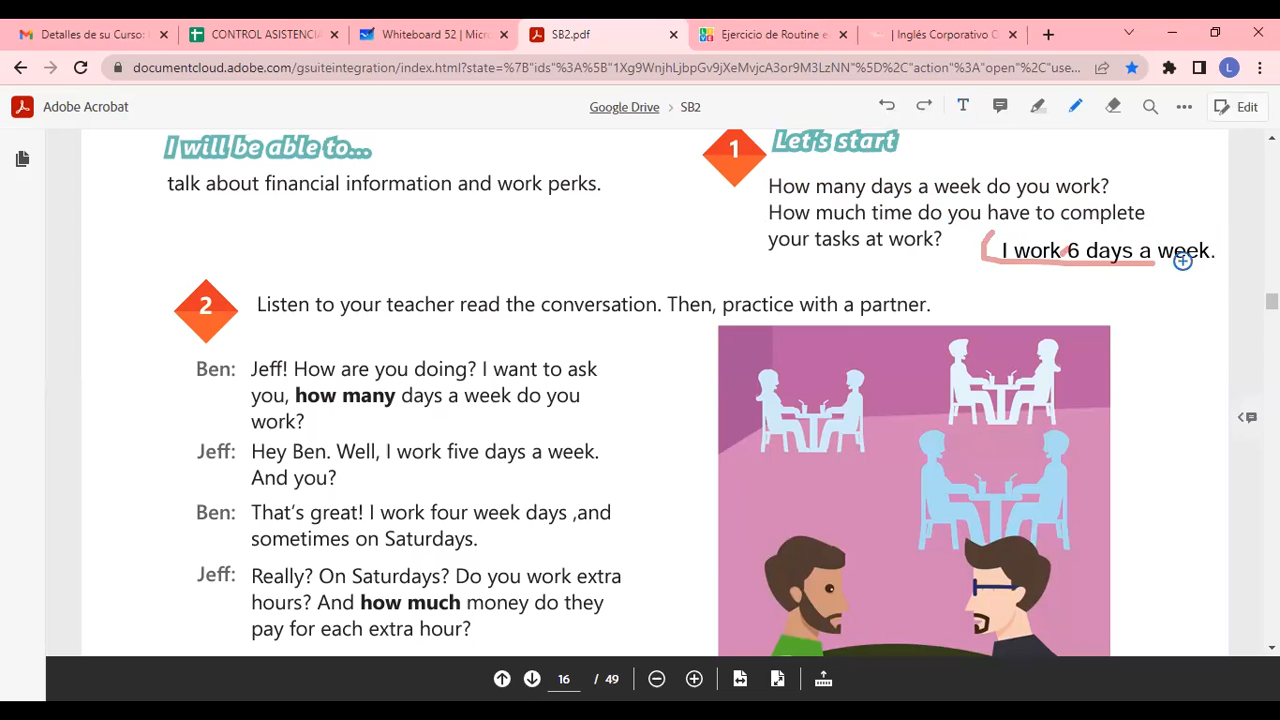 Detalles de su Curso:
CONTROL ASISTENCIA
Whiteboard 52 | Micro
SB2.pdf
Ejercicio de Routine e
| Inglés Corporativo C
documentcloud.adobe.com/gsuiteintegration/index.html?state=%7B"ids"%3A%5B"1Xg9WnjhLjbpGv9jXeMvjcA3or9M3LzNN"%5D%2C"action"%3A"open"%2C"use...
L
Adobe Acrobat
Google Drive > SB2
Edit
I will be able to...
talk about financial information and work perks.
1
Let's start
How many days a week do you work?
How much time do you have to complete
your tasks at work?
I work 6 days a week.
2
Listen to your teacher read the conversation. Then, practice with a partner.
Ben: Jeff! How are you doing? I want to ask
you, how many days a week do you
work?
Jeff: Hey Ben. Well, I work five days a week.
And you?
Ben: That's great! I work four week days ,and
sometimes on Saturdays.
Jeff: Really? On Saturdays? Do you work extra
hours? And how much money do they
pay for each extra hour?
16 / 49